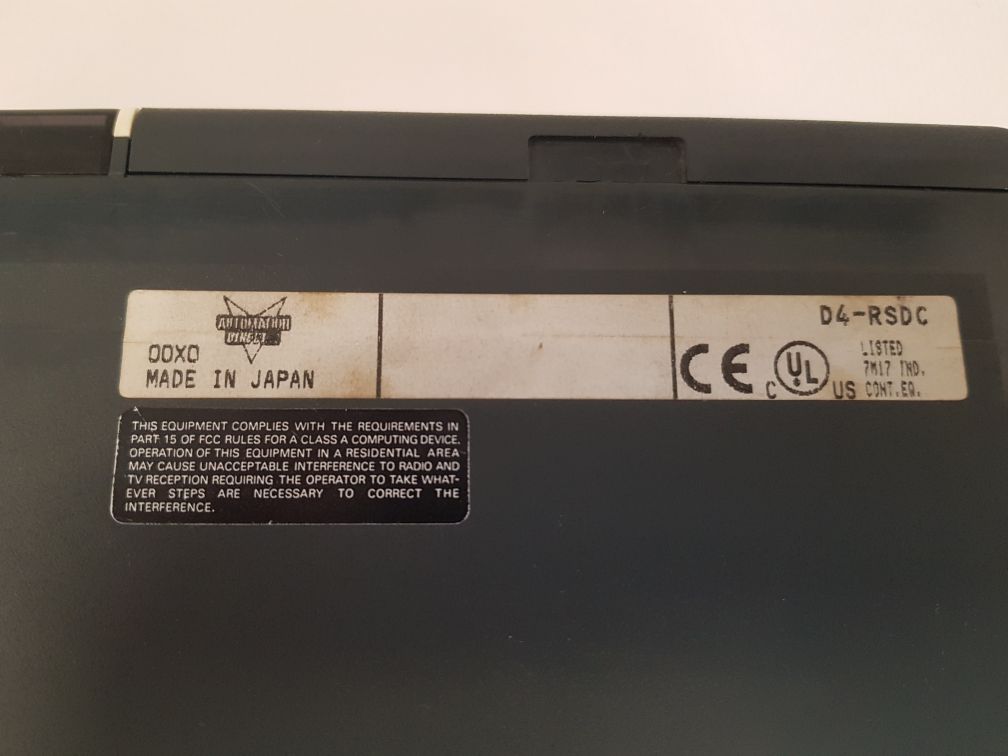 AUTOMATION
DIRECT
00X0
MADE IN JAPAN
D4-RSDC
CE
C UL US
LISTED
7M17 IND.
CONT.EQ.
THIS EQUIPMENT COMPLIES WITH THE REQUIREMENTS IN
PART 15 OF FCC RULES FOR A CLASS A COMPUTING DEVICE.
OPERATION OF THIS EQUIPMENT IN A RESIDENTIAL AREA
MAY CAUSE UNACCEPTABLE INTERFERENCE TO RADIO AND
TV RECEPTION REQUIRING THE OPERATOR TO TAKE WHAT-
EVER STEPS ARE NECESSARY TO CORRECT THE
INTERFERENCE.